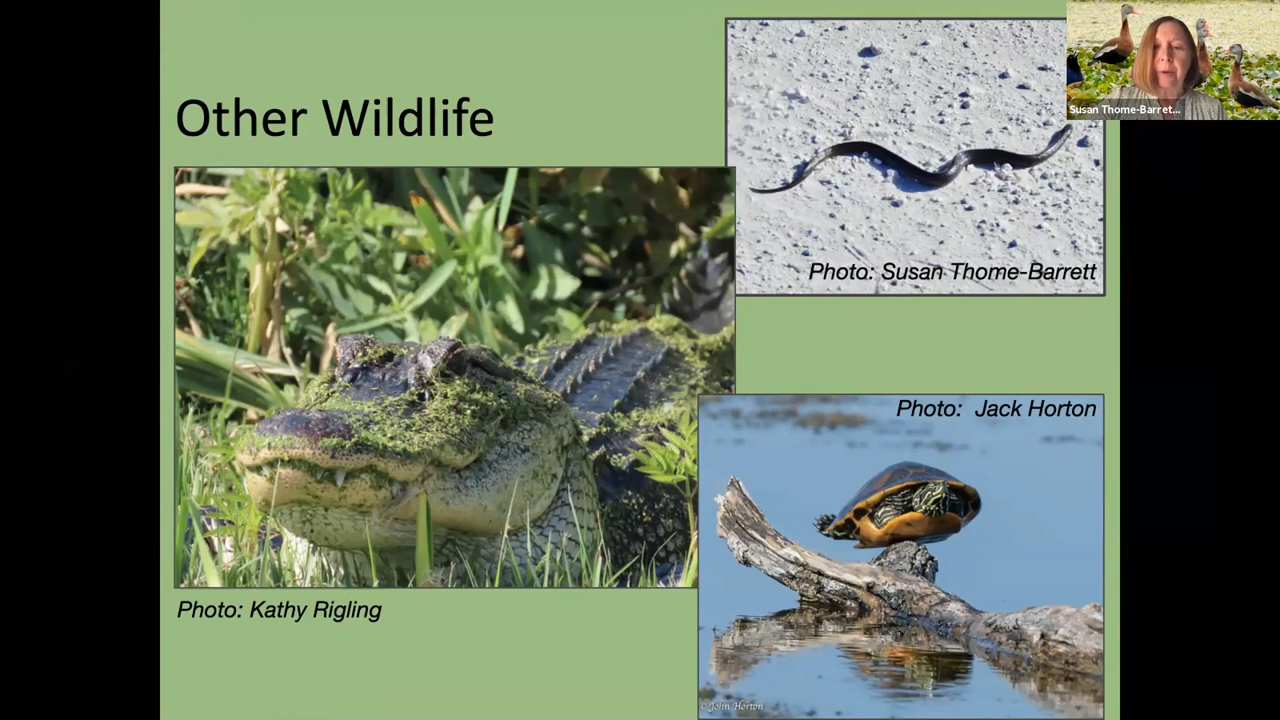 Other Wildlife
Susan Thome-Barret...
Photo: Susan Thome-Barrett
Photo: Jack Horton
Photo: Kathy Rigling
© John Horton